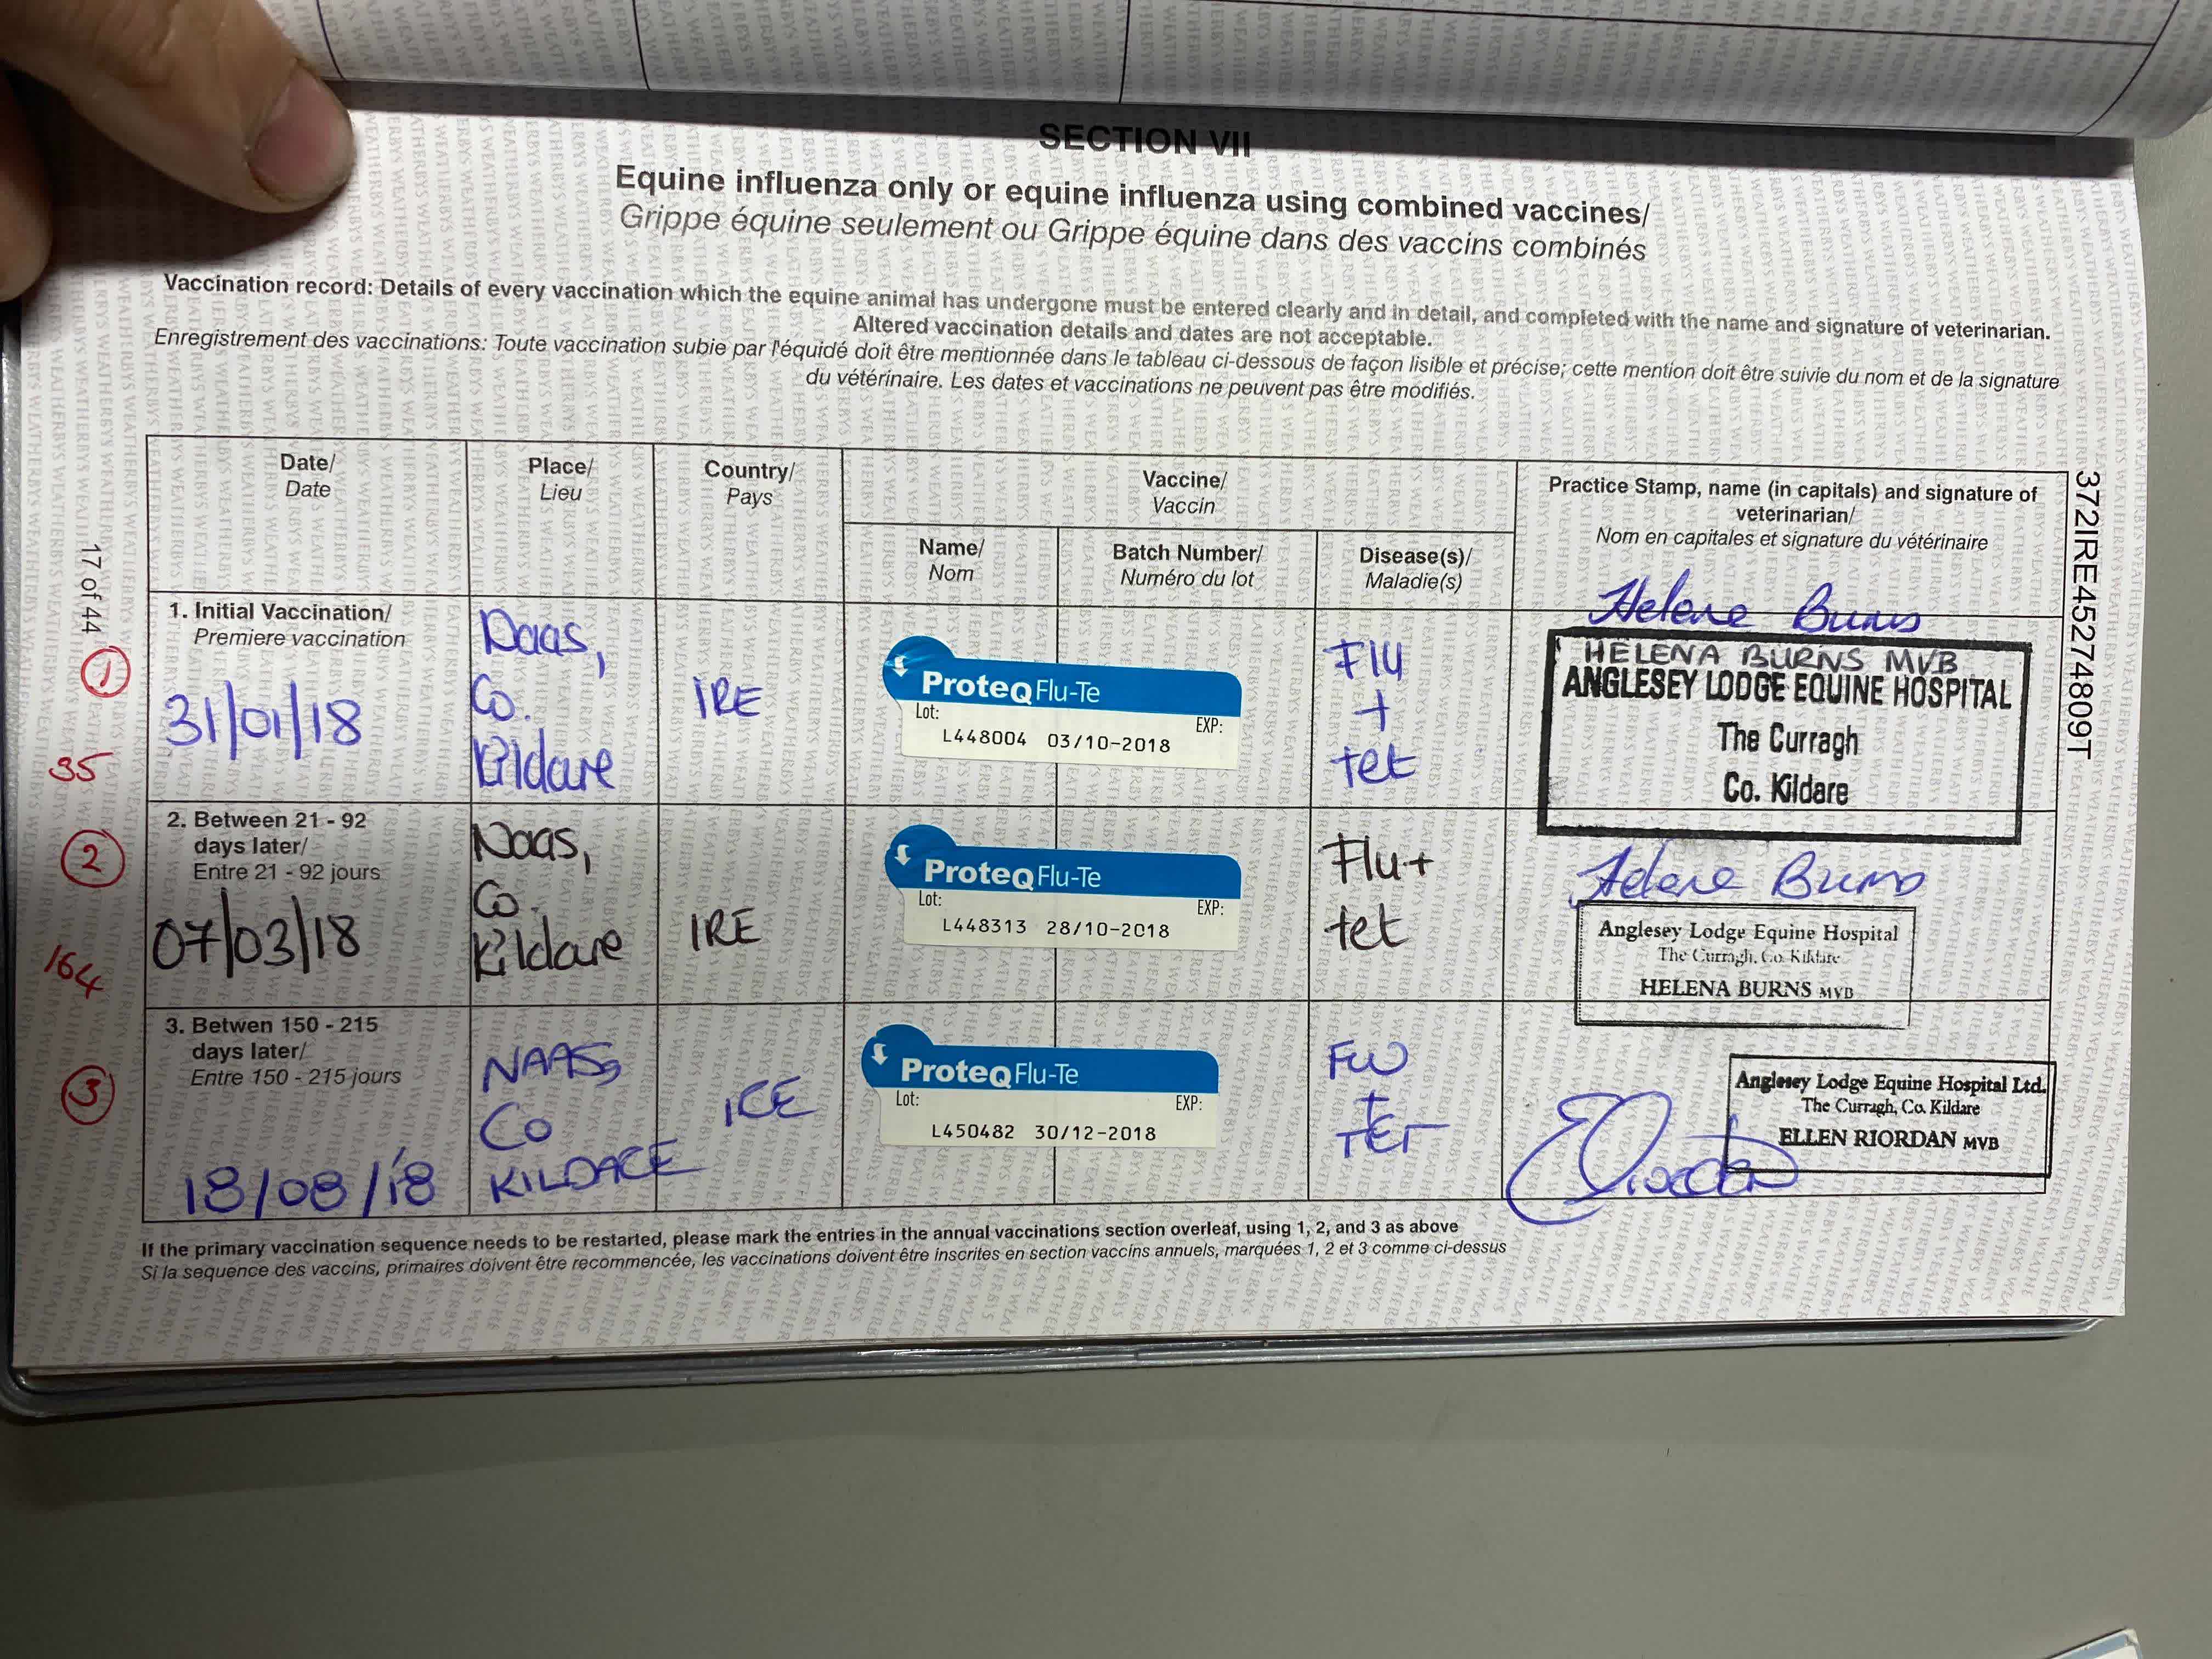 SECTION VII
Equine influenza only or equine influenza using combined vaccines/
Grippe équine seulement ou Grippe équine dans des vaccins combinés
Vaccination record: Details of every vaccination which the equine animal has undergone must be entered clearly and in detail, and completed with the name and signature of veterinarian.
Altered vaccination details and dates are not acceptable.
Enregistrement des vaccinations: Toute vaccination subie par l'équidé doit être mentionnée dans le tableau ci-dessous de façon lisible et précise; cette mention doit être suivie du nom et de la signature
du vétérinaire. Les dates et vaccinations ne peuvent pas être modifiés.
Date/
Date
Place/
Lieu
Country/
Pays
Vaccine/
Vaccin
Name/
Nom
Batch Number/
Numéro du lot
Disease(s)/
Maladie(s)
Practice Stamp, name (in capitals) and signature of
veterinarian/
Nom en capitales et signature du vétérinaire
17 of 44
372IRE45274809T
1
1. Initial Vaccination/
Premiere vaccination
31/01/18
Naas,
Co.
Kildare
IRE
ProteqFlu-Te
Lot:
EXP:
L448004 03/10-2018
Flu
+
tet
Helena Burns
HELENA BURNS MVB
ANGLESEY LODGE EQUINE HOSPITAL
The Curragh
Co. Kildare
35
2
2. Between 21 - 92
days later/
Entre 21 - 92 jours
07/03/18
Naas,
Co.
Kildare
IRE
ProteqFlu-Te
Lot:
EXP:
L448313 28/10-2018
Flu+
tet
Helena Burns
Anglesey Lodge Equine Hospital
The Curragh, Co. Kildare
HELENA BURNS MVB
164
3
3. Betwen 150 - 215
days later/
Entre 150 - 215 jours
18/08/18
NAAS,
Co
KILDARE
IRE
ProteqFlu-Te
Lot:
EXP:
L450482 30/12-2018
FLU
+
TET
Anglesey Lodge Equine Hospital Ltd.
The Curragh, Co. Kildare
ELLEN RIORDAN MVB
If the primary vaccination sequence needs to be restarted, please mark the entries in the annual vaccinations section overleaf, using 1, 2, and 3 as above
Si la sequence des vaccins, primaires doivent être recommencée, les vaccinations doivent être inscrites en section vaccins annuels, marquées 1, 2 et 3 comme ci-dessus